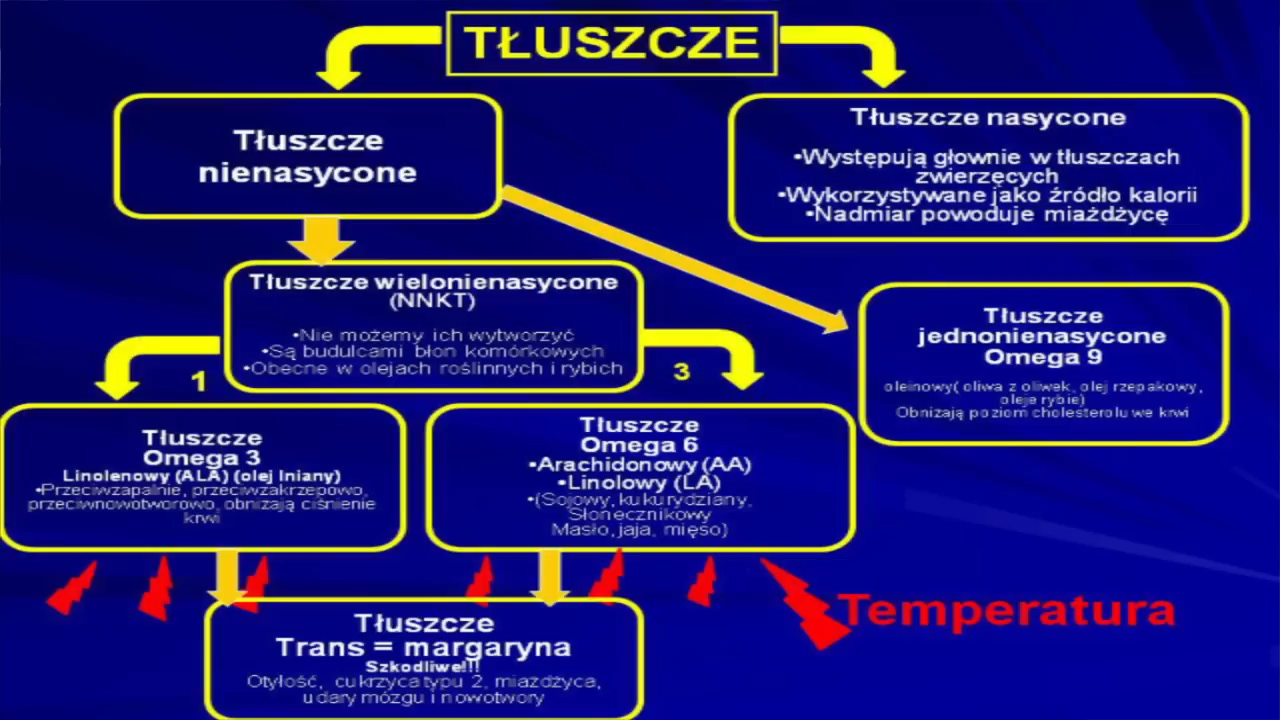 TŁUSZCZE
Tłuszcze
nienasycone
Tłuszcze nasycone
•Występują głownie w tłuszczach
zwierzęcych
•Wykorzystywane jako źródło kalorii
•Nadmiar powoduje miażdżycę
Tłuszcze wielonienasycone
(NNKT)
•Nie możemy ich wytworzyć
•Są budulcami błon komórkowych
•Obecne w olejach roślinnych i rybich
Tłuszcze
jednonienasycone
Omega 9
oleinowy( oliwa z oliwek, olej rzepakowy,
oleje rybie)
Obniżają poziom cholesterolu we krwi
1
3
Tłuszcze
Omega 3
Linolenowy (ALA) (olej lniany)
•Przeciwzapalnie, przeciwzakrzepowo,
przeciwnowotworowo, obniżają ciśnienie
krwi
Tłuszcze
Omega 6
•Arachidonowy (AA)
•Linolowy (LA)
•(Sojowy, kukurydziany,
Słonecznikowy
Masło, jaja, mięso)
Temperatura
Tłuszcze
Trans = margaryna
Szkodliwe!!!
Otyłość, cukrzyca typu 2, miażdżyca,
udary mózgu i nowotwory